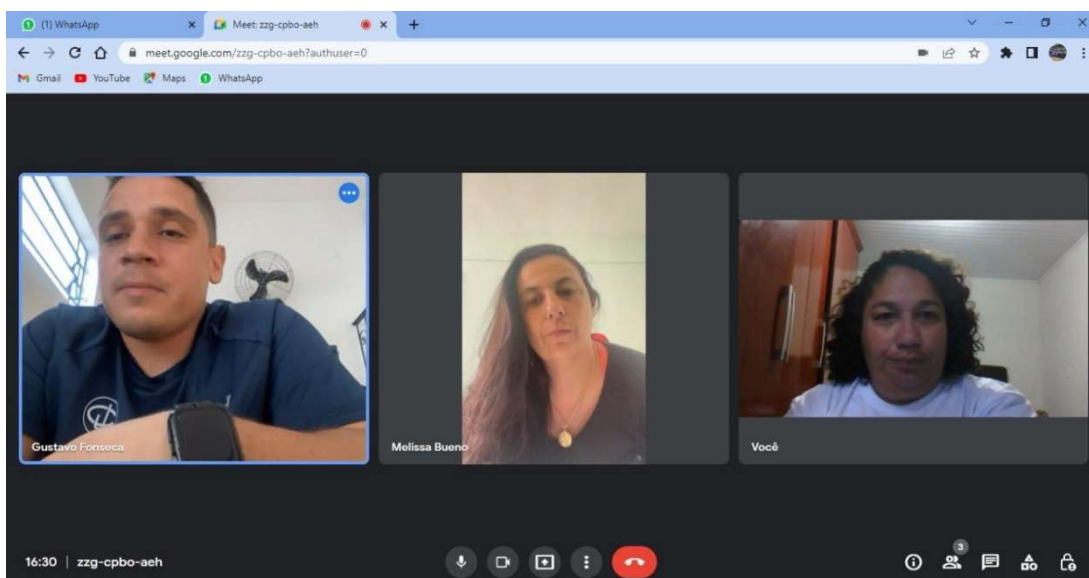 (1) WhatsApp
Meet: zzg-cpbo-aeh
meet.google.com/zzg-cpbo-aeh?authuser=0
Gmail YouTube Maps WhatsApp
Gustavo Fonseca
Melissa Bueno
Você
16:30 | zzg-cpbo-aeh
3